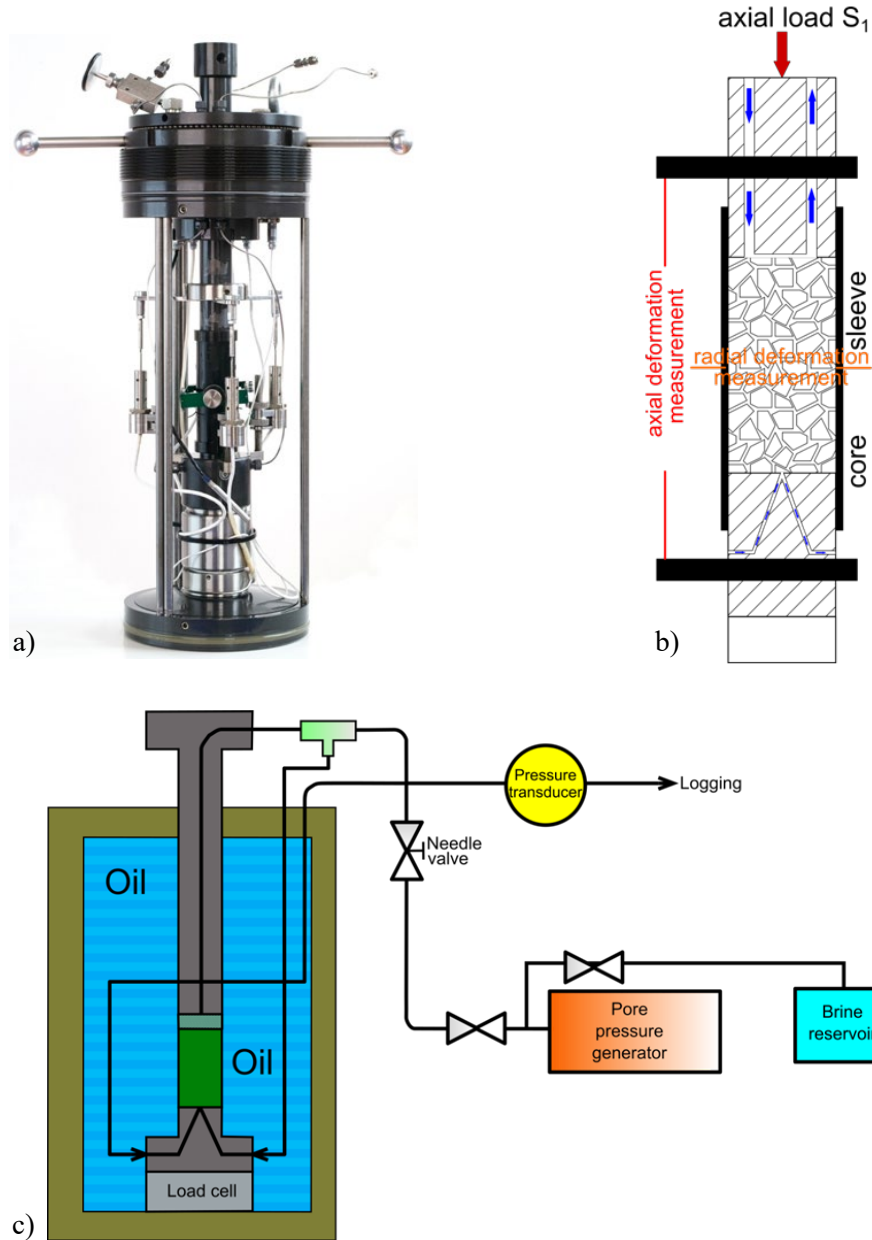 axial load S1
axial deformation
measurement
radial deformation
measurement
sleeve
core
a)
b)
Pressure
transducer
Logging
Needle
valve
Oil
Oil
Pore
pressure
generator
Brine
reservoir
Load cell
c)